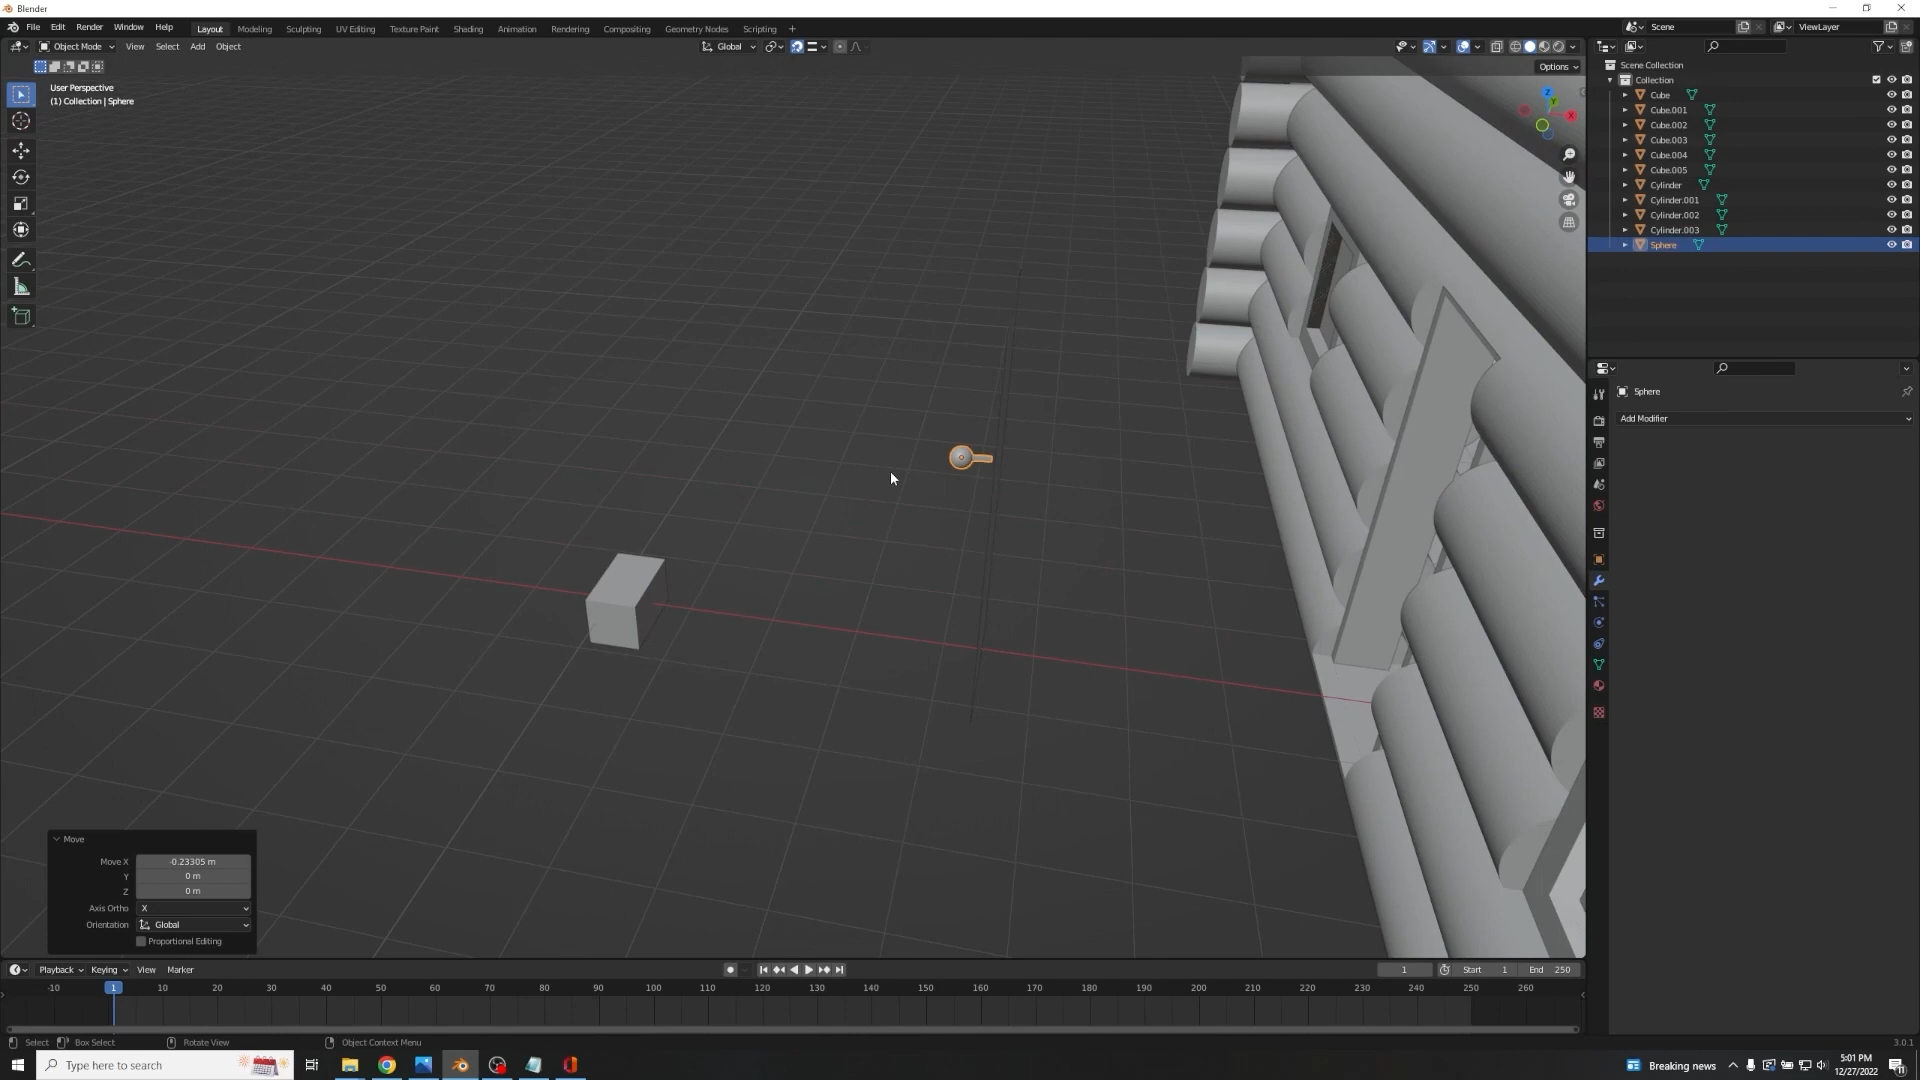 Blender
File Edit Render Window Help
Layout Modeling Sculpting UV Editing Texture Paint Shading Animation Rendering Compositing Geometry Nodes Scripting +
Scene
ViewLayer
Object Mode View Select Add Object
Global
Options
User Perspective
(1) Collection | Sphere
Z
Y
X
Scene Collection
Collection
Cube
Cube.001
Cube.002
Cube.003
Cube.004
Cube.005
Cylinder
Cylinder.001
Cylinder.002
Cylinder.003
Sphere
Sphere
Add Modifier
Move
Move X -0.23305 m
Y 0 m
Z 0 m
Axis Ortho X
Orientation Global
Proportional Editing
Playback Keying View Marker
1 Start 1 End 250
-10 1 10 20 30 40 50 60 70 80 90 100 110 120 130 140 150 160 170 180 190 200 210 220 230 240 250 260
Select Box Select Rotate View Object Context Menu
3.0.1
Type here to search
Breaking news
5:01 PM
12/27/2022